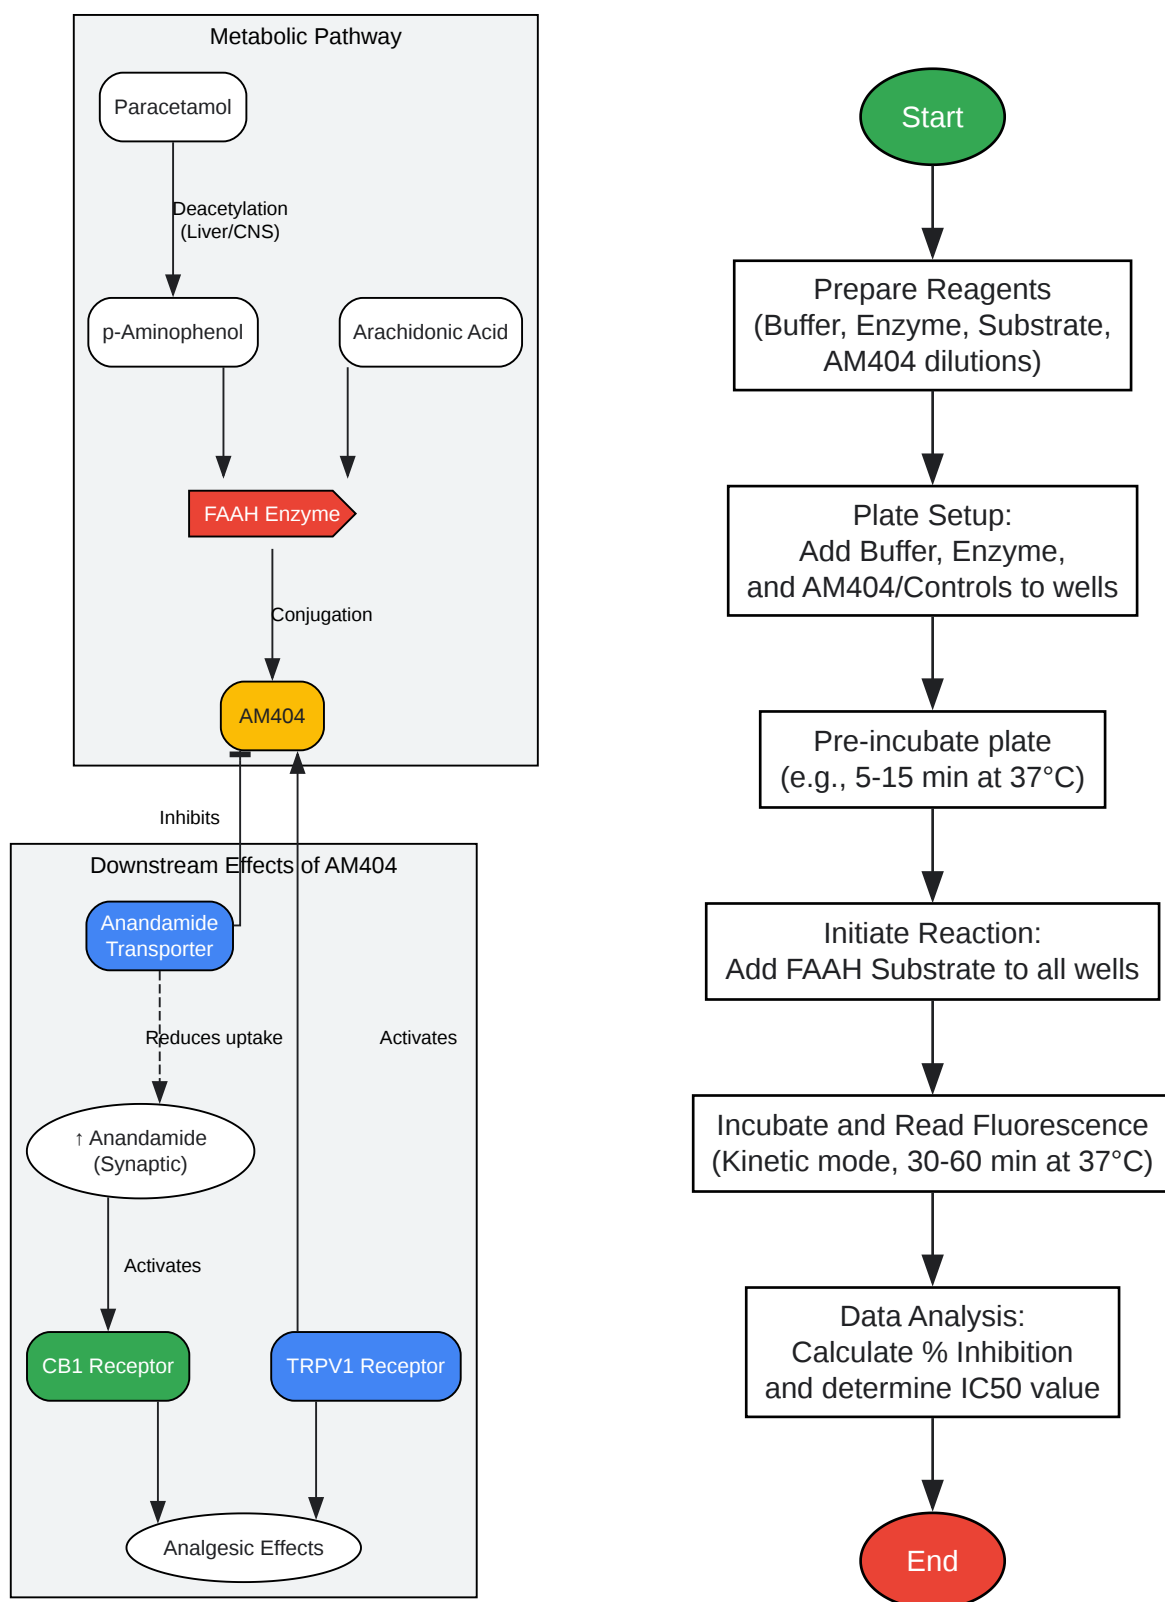 Metabolic Pathway
Paracetamol
Deacetylation
(Liver/CNS)
p-Aminophenol
Arachidonic Acid
FAAH Enzyme
Conjugation
AM404
Inhibits
Downstream Effects of AM404
Anandamide
Transporter
Reduces uptake
Activates
↑ Anandamide
(Synaptic)
Activates
CB1 Receptor
TRPV1 Receptor
Analgesic Effects
Start
Prepare Reagents
(Buffer, Enzyme, Substrate,
AM404 dilutions)
Plate Setup:
Add Buffer, Enzyme,
and AM404/Controls to wells
Pre-incubate plate
(e.g., 5-15 min at 37°C)
Initiate Reaction:
Add FAAH Substrate to all wells
Incubate and Read Fluorescence
(Kinetic mode, 30-60 min at 37°C)
Data Analysis:
Calculate % Inhibition
and determine IC50 value
End